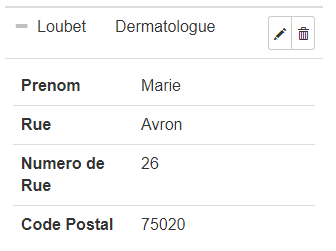 Loubet Dermatologue
Prenom Marie
Rue Avron
Numero de 26
Rue
Code Postal 75020